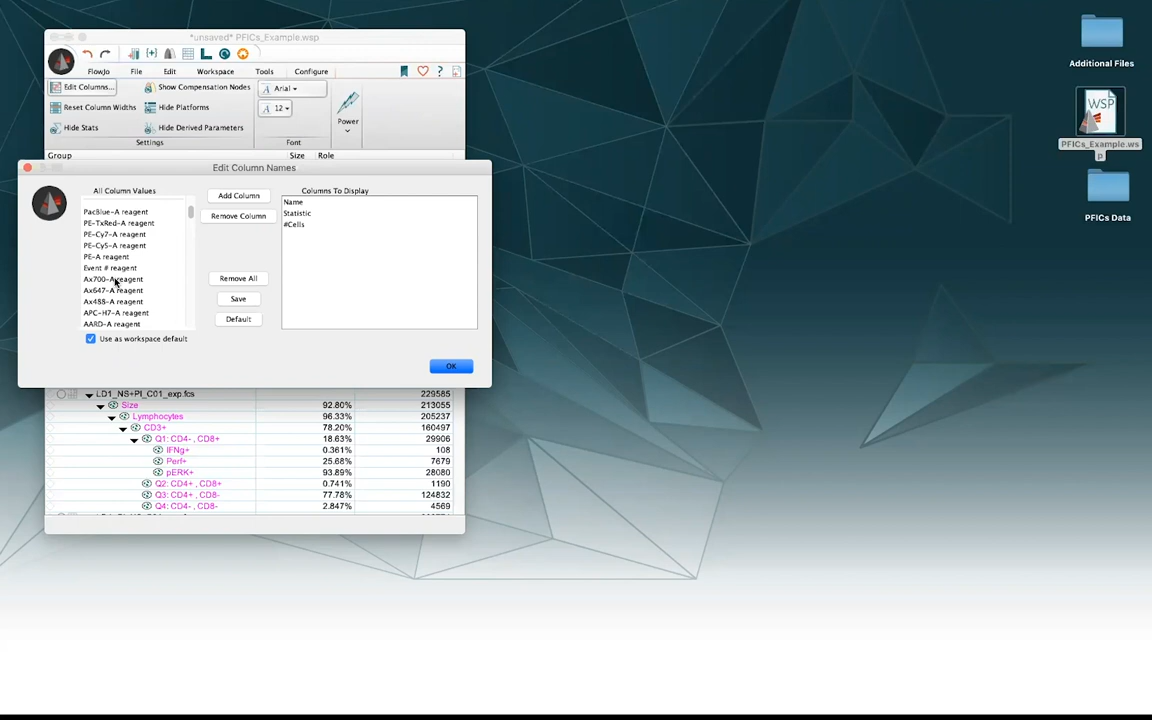 *unsaved* PFICs_Example.wsp
FlowJo File Edit Workspace Tools Configure
Edit Columns... Show Compensation Nodes Arial
Reset Column Widths Hide Platforms 12 Power
Hide Stats Hide Derived Parameters
Settings Font
Group Size Role
Edit Column Names
All Column Values
PacBlue-A reagent
PE-TxRed-A reagent
PE-Cy7-A reagent
PE-Cy5-A reagent
PE-A reagent
Event # reagent
Ax700-A reagent
Ax647-A reagent
Ax488-A reagent
APC-H7-A reagent
AARD-A reagent
Use as workspace default
Add Column
Remove Column
Remove All
Save
Default
Columns To Display
Name
Statistic
#Cells
OK
LD1_NS+PI_C01_exp.fcs 229585
Size 92.80% 213055
Lymphocytes 96.33% 205237
CD3+ 78.20% 160497
Q1: CD4- , CD8+ 18.63% 29906
IFNg+ 0.361% 108
Perf+ 25.68% 7679
pERK+ 93.89% 28080
Q2: CD4+ , CD8+ 0.741% 1190
Q3: CD4+ , CD8- 77.78% 124832
Q4: CD4- , CD8- 2.847% 4569
Additional Files
WSP
PFICs_Example.ws
p
PFICs Data